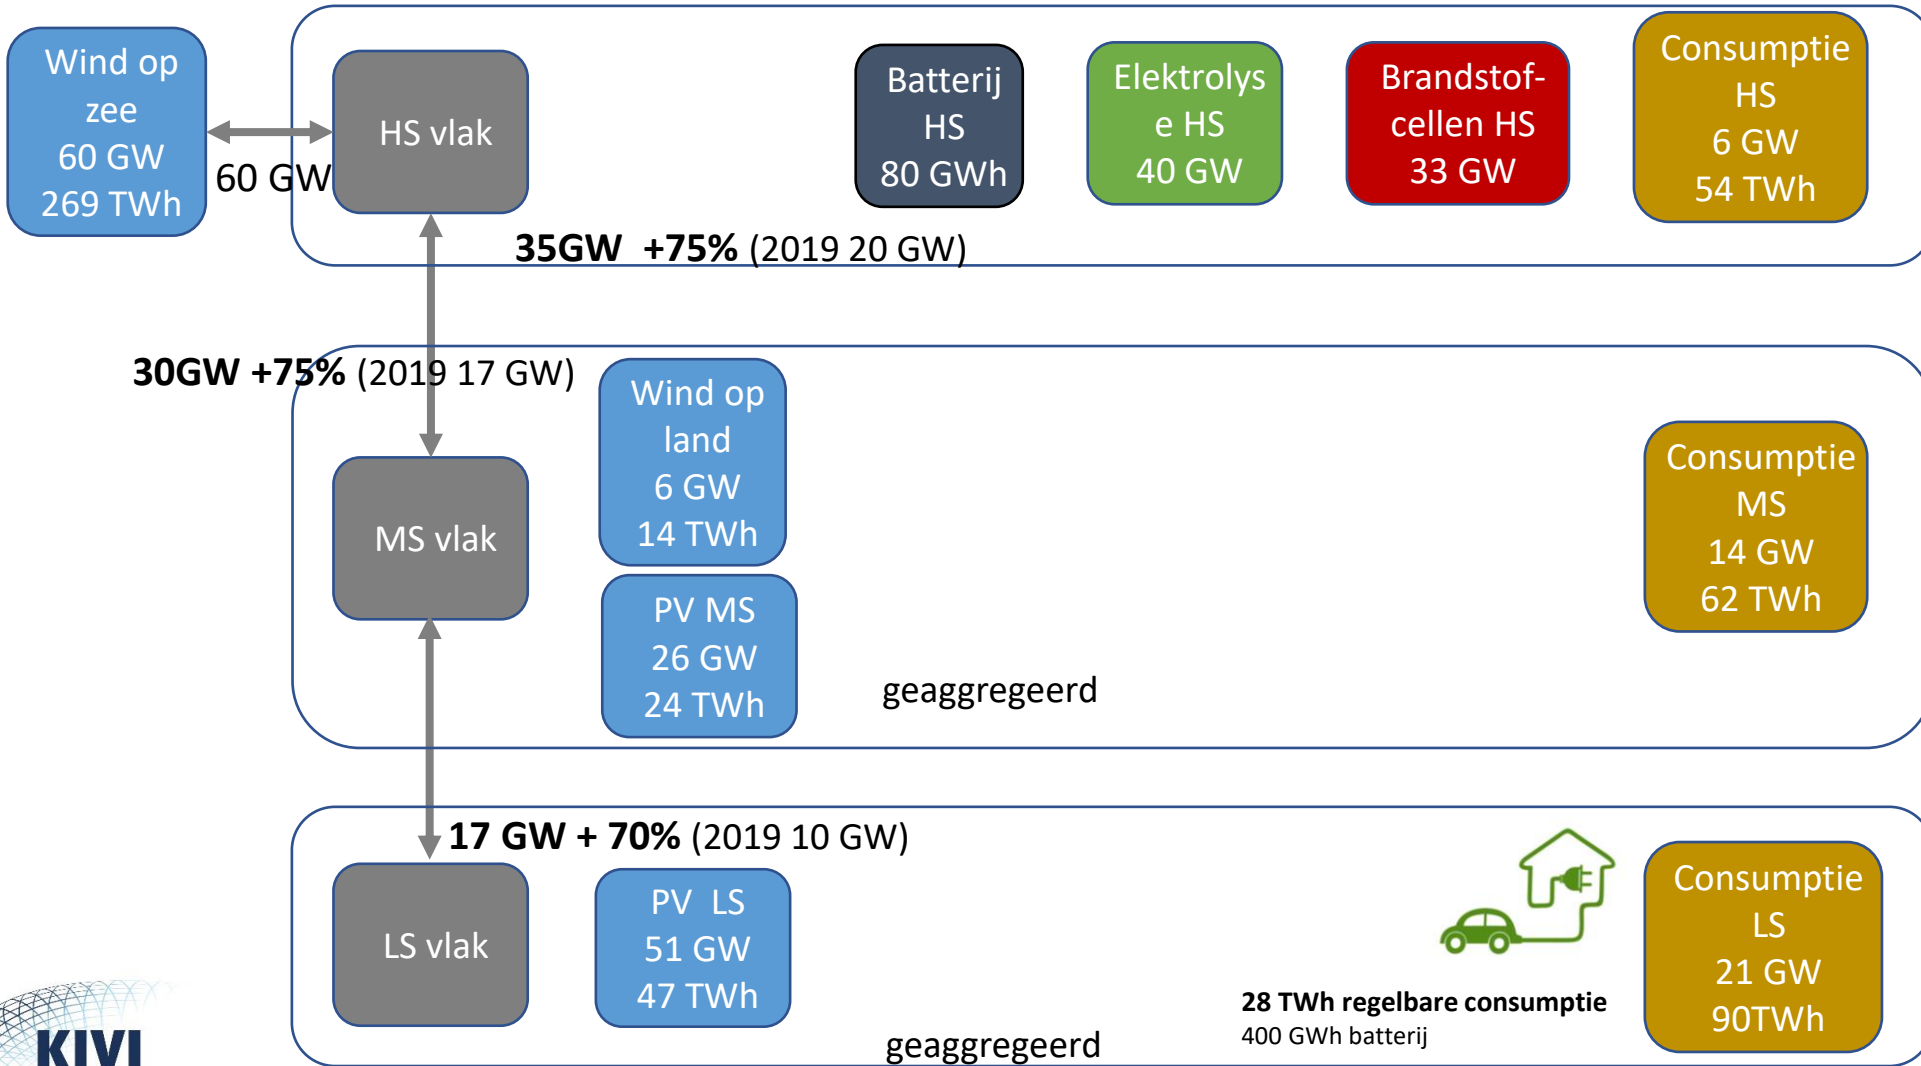 Wind op
zee
60 GW
269 TWh
60 GW
HS vlak
Batterij
HS
80 GWh
Elektrolys
e HS
40 GW
Brandstof-
cellen HS
33 GW
Consumptie
HS
6 GW
54 TWh
35GW +75% (2019 20 GW)
30GW +75% (2019 17 GW)
MS vlak
Wind op
land
6 GW
14 TWh
PV MS
26 GW
24 TWh
geaggregeerd
Consumptie
MS
14 GW
62 TWh
17 GW + 70% (2019 10 GW)
LS vlak
PV LS
51 GW
47 TWh
geaggregeerd
28 TWh regelbare consumptie
400 GWh batterij
Consumptie
LS
21 GW
90TWh
KIVI